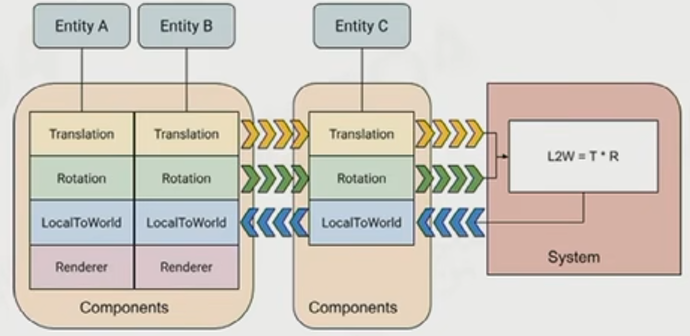 Entity A
Entity B
Entity C
Translation
Translation
Translation
Rotation
Rotation
Rotation
L2W = T * R
LocalToWorld
LocalToWorld
LocalToWorld
Renderer
Renderer
System
Components
Components